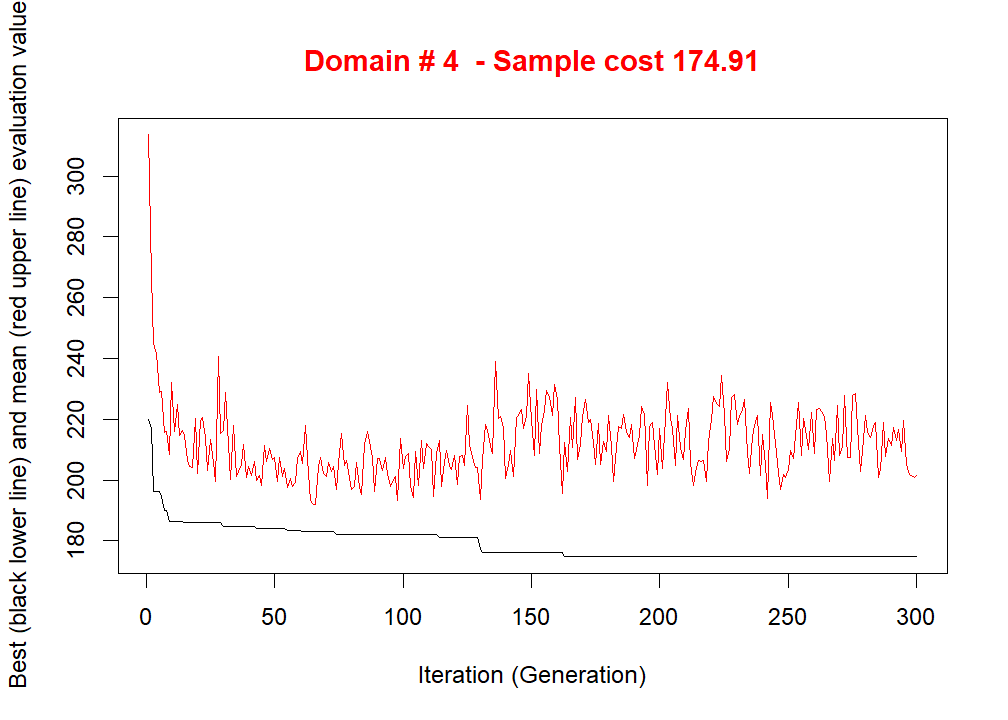 Domain # 4  - Sample cost 174.91
Best (black lower line) and mean (red upper line) evaluation value
300
280
260
240
220
200
180
0 50 100 150 200 250 300
Iteration (Generation)